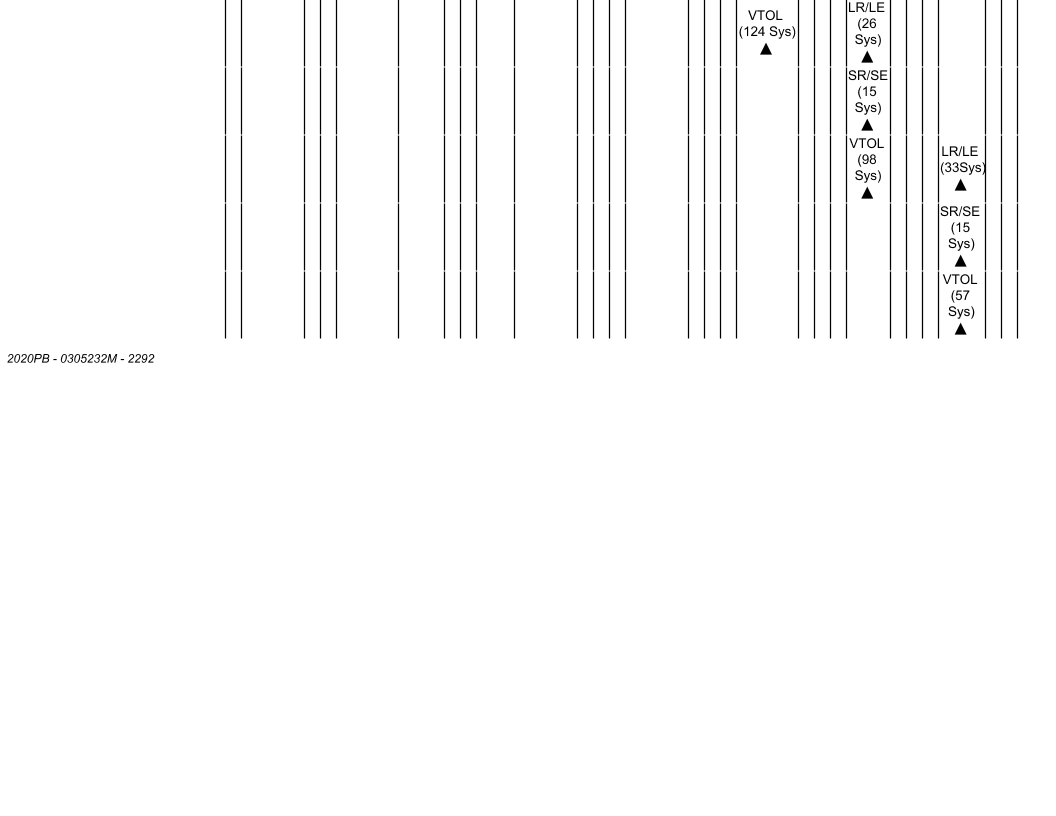 VTOL
(124 Sys)
▲
LR/LE
(26
Sys)
▲
SR/SE
(15
Sys)
▲
VTOL
(98
Sys)
▲
LR/LE
(33Sys)
▲
SR/SE
(15
Sys)
▲
VTOL
(57
Sys)
▲
2020PB - 0305232M - 2292